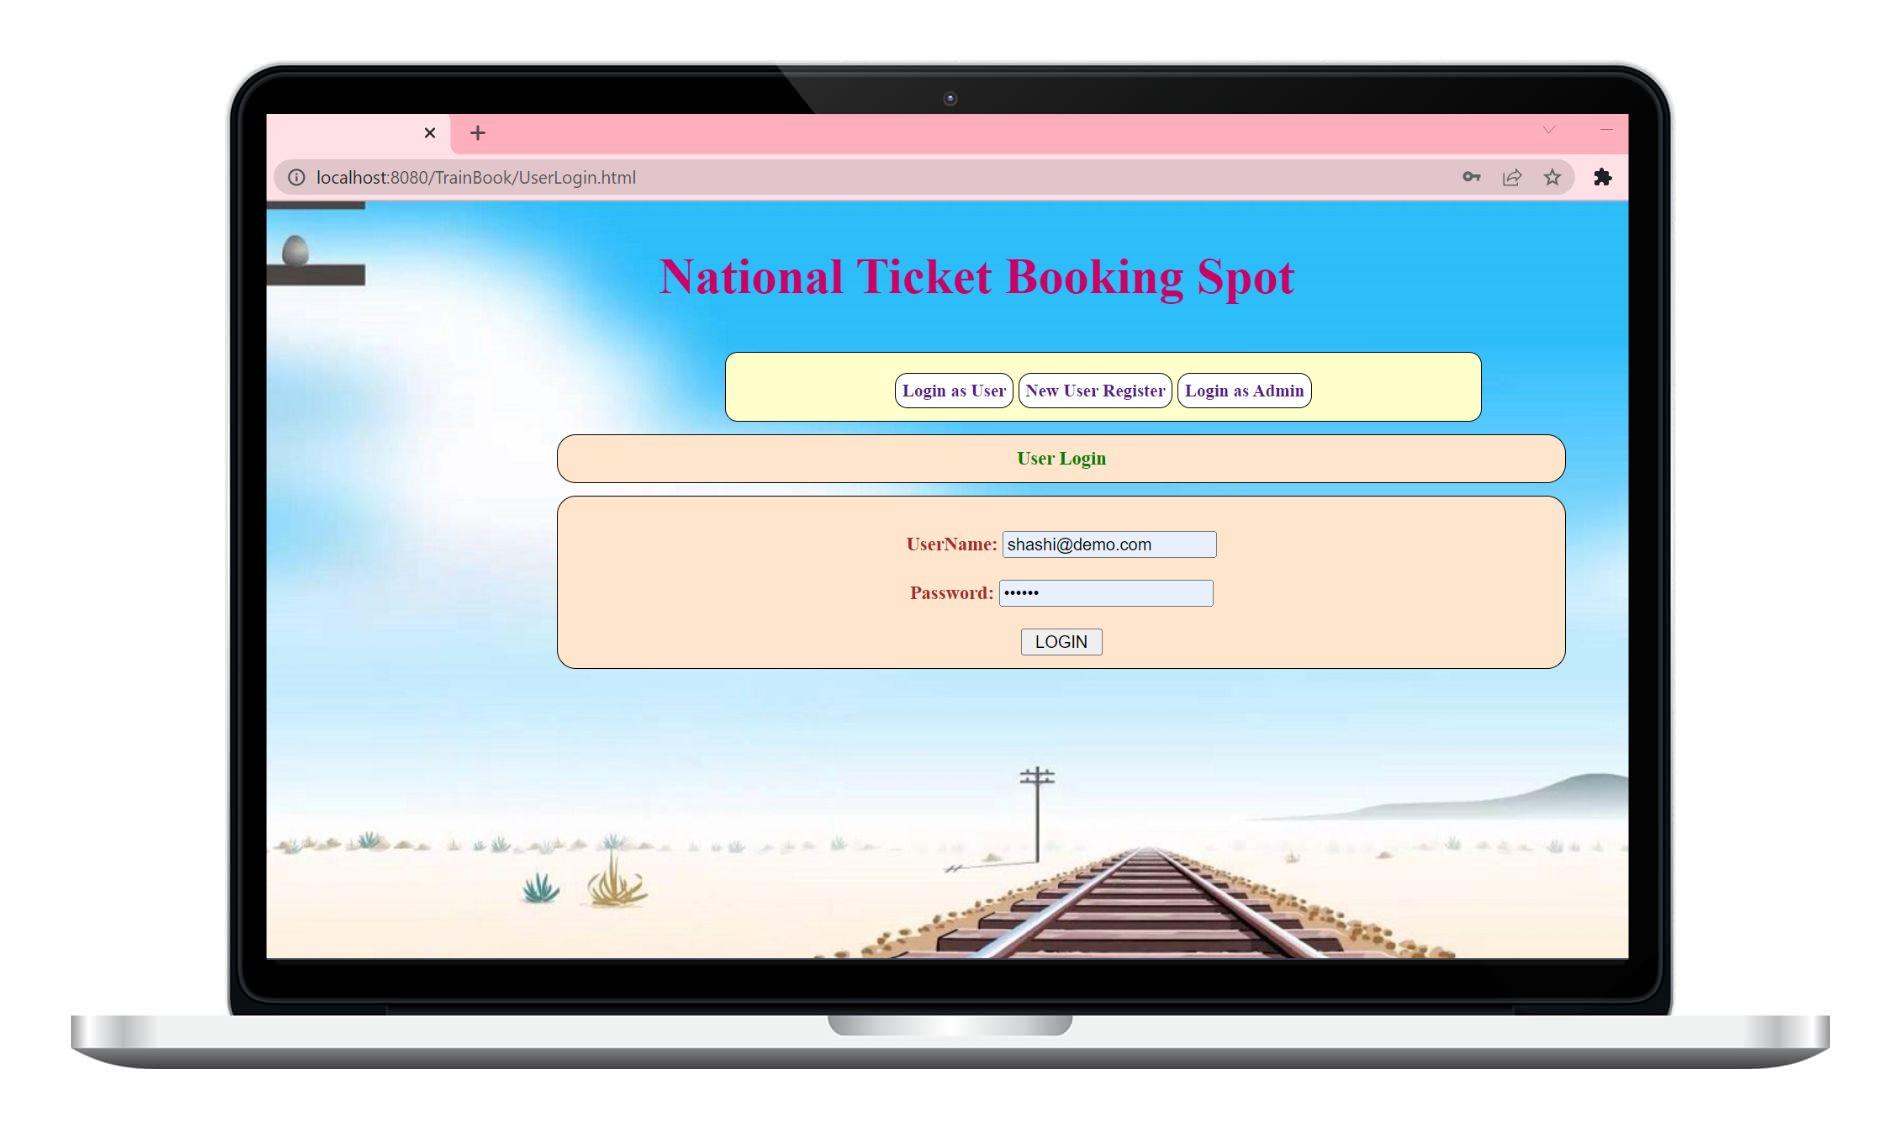 localhost:8080/TrainBook/UserLogin.html
National Ticket Booking Spot
Login as User New User Register Login as Admin
User Login
UserName: shashi@demo.com
Password: ••••••
LOGIN